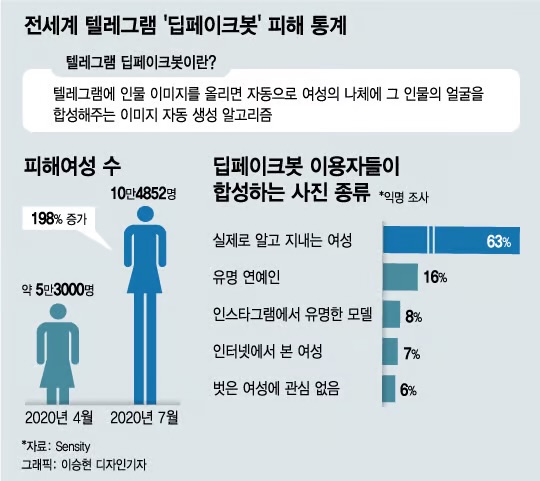 전세계 텔레그램 '딥페이크봇' 피해 통계
텔레그램 딥페이크봇이란?
텔레그램에 인물 이미지를 올리면 자동으로 여성의 나체에 그 인물의 얼굴을
합성해주는 이미지 자동 생성 알고리즘
피해여성 수
10만4852명
198% 증가
약 5만3000명
2020년 4월
2020년 7월
딥페이크봇 이용자들이
합성하는 사진 종류 *익명 조사
실제로 알고 지내는 여성 63%
유명 연예인 16%
인스타그램에서 유명한 모델 8%
인터넷에서 본 여성 7%
벗은 여성에 관심 없음 6%
*자료: Sensity
그래픽: 이승현 디자인기자